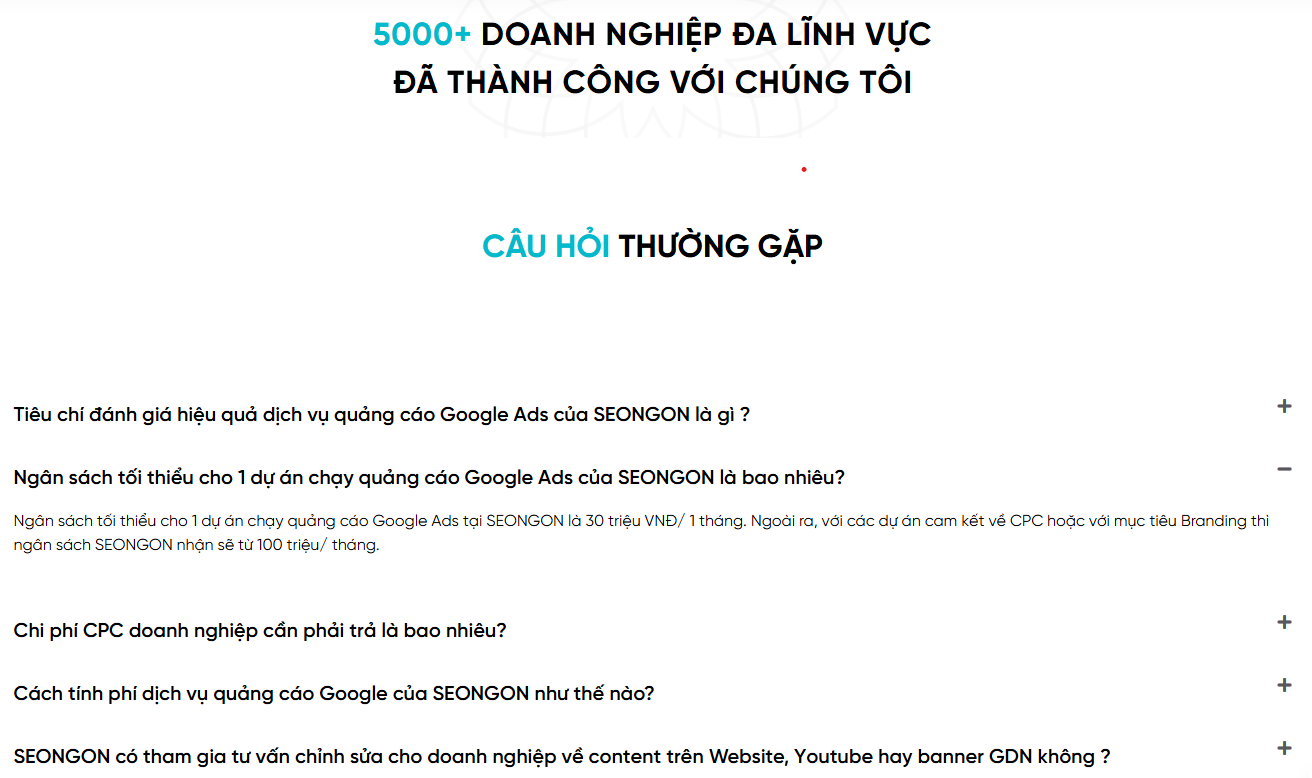 5000+ DOANH NGHIỆP ĐA LĨNH VỰC
ĐÃ THÀNH CÔNG VỚI CHÚNG TÔI
CÂU HỎI THƯỜNG GẶP
Tiêu chí đánh giá hiệu quả dịch vụ quảng cáo Google Ads của SEONGON là gì ?
Ngân sách tối thiểu cho 1 dự án chạy quảng cáo Google Ads của SEONGON là bao nhiêu?
Ngân sách tối thiểu cho 1 dự án chạy quảng cáo Google Ads tại SEONGON là 30 triệu VNĐ/ 1 tháng. Ngoài ra, với các dự án cam kết về CPC hoặc với mục tiêu Branding thì
ngân sách SEONGON nhận sẽ từ 100 triệu/ tháng.
Chi phí CPC doanh nghiệp cần phải trả là bao nhiêu?
Cách tính phí dịch vụ quảng cáo Google của SEONGON như thế nào?
SEONGON có tham gia tư vấn chỉnh sửa cho doanh nghiệp về content trên Website, Youtube hay banner GDN không ?